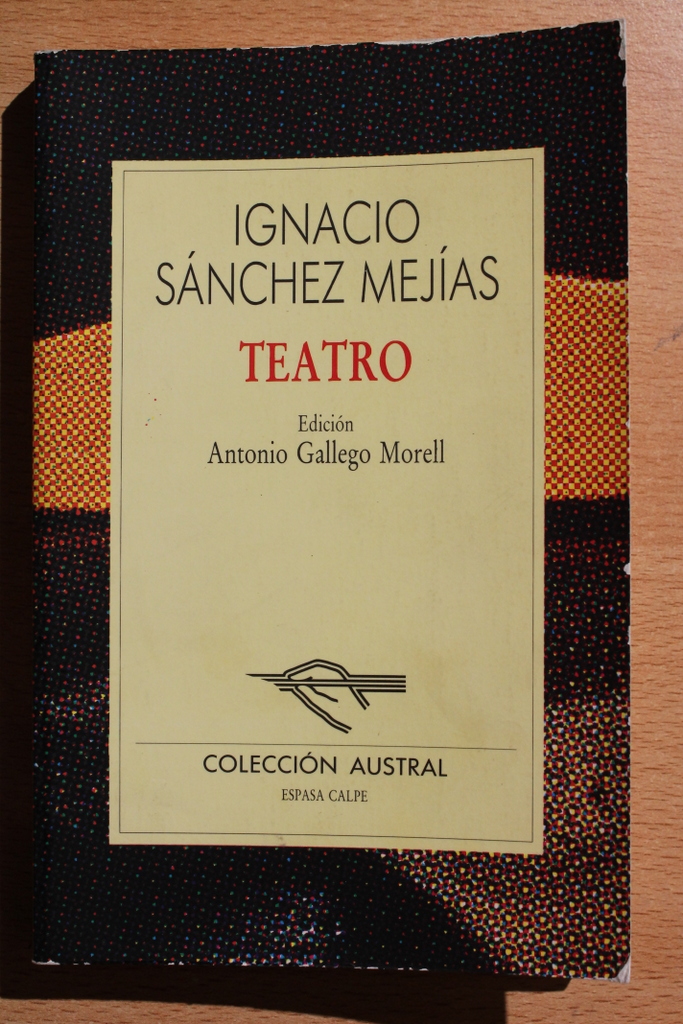 IGNACIO
SÁNCHEZ MEJÍAS
TEATRO
Edición
Antonio Gallego Morell
COLECCIÓN AUSTRAL
ESPASA CALPE